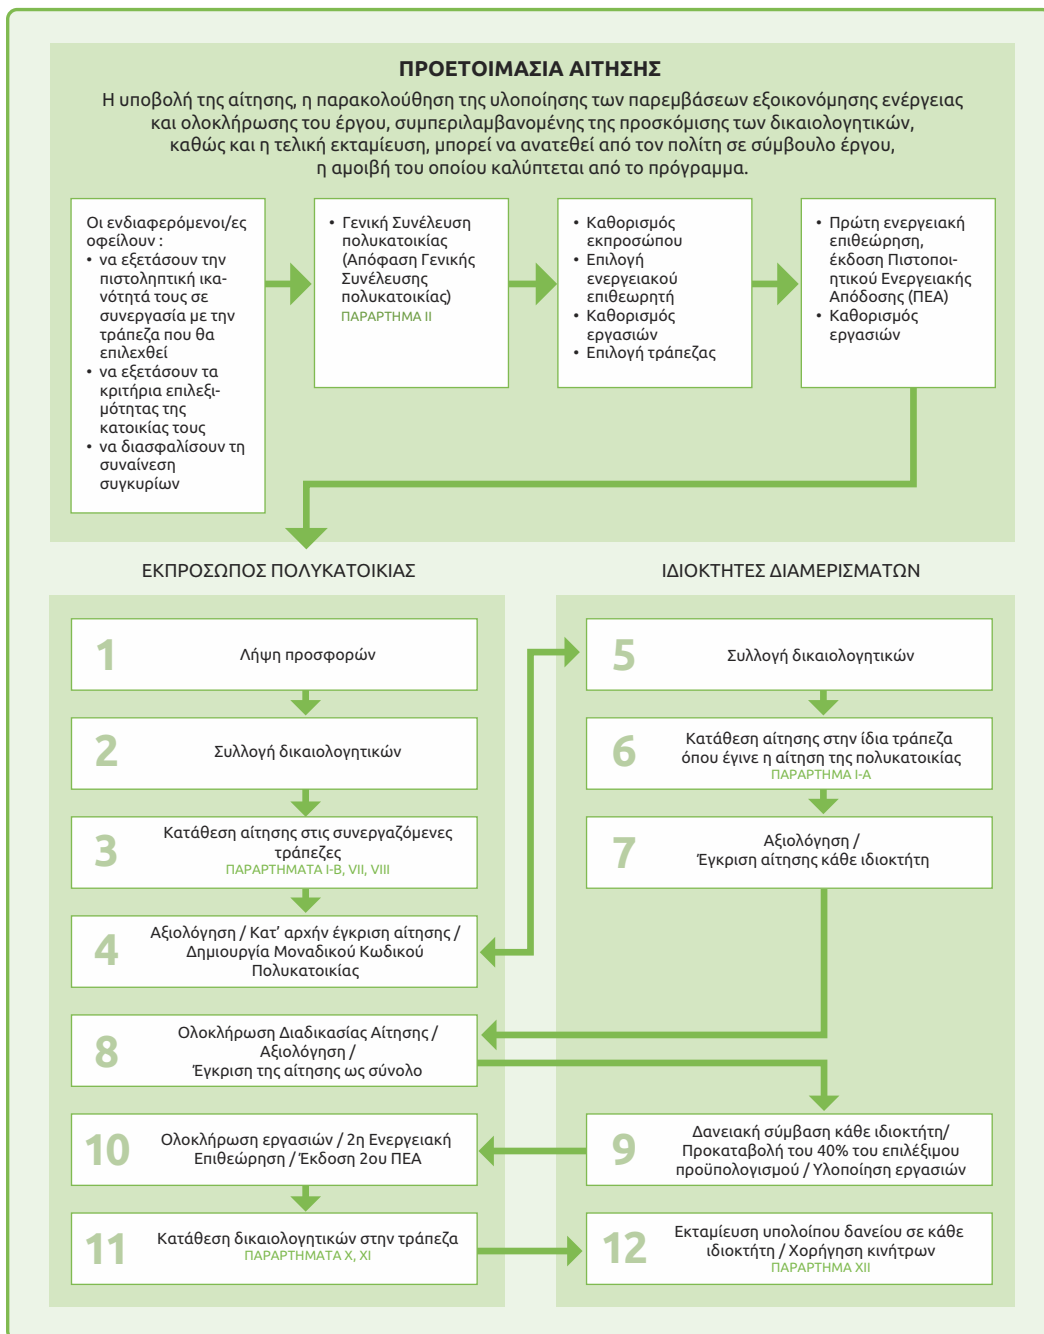 ΠΡΟΕΤΟΙΜΑΣΙΑ ΑΙΤΗΣΗΣ
Η υποβολή της αίτησης, η παρακολούθηση της υλοποίησης των παρεμβάσεων εξοικονόμησης ενέργειας
και ολοκλήρωσης του έργου, συμπεριλαμβανομένης της προσκόμισης των δικαιολογητικών,
καθώς και η τελική εκταμίευση, μπορεί να ανατεθεί από τον πολίτη σε σύμβουλο έργου,
η αμοιβή του οποίου καλύπτεται από το πρόγραμμα.
Οι ενδιαφερόμενοι/ες
οφείλουν :
• να εξετάσουν την
πιστοληπτική ικα-
νότητά τους σε
συνεργασία με την
τράπεζα που θα
επιλεχθεί
• να εξετάσουν τα
κριτήρια επιλεξι-
μότητας της
κατοικίας τους
• να διασφαλίσουν τη
συναίνεση
συγκυρίων
• Γενική Συνέλευση
πολυκατοικίας
(Απόφαση Γενικής
Συνέλευσης
πολυκατοικίας)
ΠΑΡΑΡΤΗΜΑ II
• Καθορισμός
εκπροσώπου
• Επιλογή
ενεργειακού
επιθεωρητή
• Καθορισμός
εργασιών
• Επιλογή τράπεζας
• Πρώτη ενεργειακή
επιθεώρηση,
έκδοση Πιστοποι-
ητικού Ενεργειακής
Απόδοσης (ΠΕΑ)
• Καθορισμός
εργασιών
ΕΚΠΡΟΣΩΠΟΣ ΠΟΛΥΚΑΤΟΙΚΙΑΣ
1
Λήψη προσφορών
2
Συλλογή δικαιολογητικών
3
Κατάθεση αίτησης στις συνεργαζόμενες
τράπεζες
ΠΑΡΑΡΤΗΜΑΤΑ I-B, VII, VIII
4
Αξιολόγηση / Κατ’ αρχήν έγκριση αίτησης /
Δημιουργία Μοναδικού Κωδικού
Πολυκατοικίας
ΙΔΙΟΚΤΗΤΕΣ ΔΙΑΜΕΡΙΣΜΑΤΩΝ
5
Συλλογή δικαιολογητικών
6
Κατάθεση αίτησης στην ίδια τράπεζα
όπου έγινε η αίτηση της πολυκατοικίας
ΠΑΡΑΡΤΗΜΑ I-A
7
Αξιολόγηση /
Έγκριση αίτησης κάθε ιδιοκτήτη
8
Ολοκλήρωση Διαδικασίας Αίτησης /
Αξιολόγηση /
Έγκριση της αίτησης ως σύνολο
9
Δανειακή σύμβαση κάθε ιδιοκτήτη/
Προκαταβολή του 40% του επιλέξιμου
προϋπολογισμού / Υλοποίηση εργασιών
10
Ολοκλήρωση εργασιών / 2η Ενεργειακή
Επιθεώρηση / Έκδοση 2ου ΠΕΑ
11
Κατάθεση δικαιολογητικών στην τράπεζα
ΠΑΡΑΡΤΗΜΑΤΑ X, XI
12
Εκταμίευση υπολοίπου δανείου σε κάθε
ιδιοκτήτη / Χορήγηση κινήτρων
ΠΑΡΑΡΤΗΜΑ XII